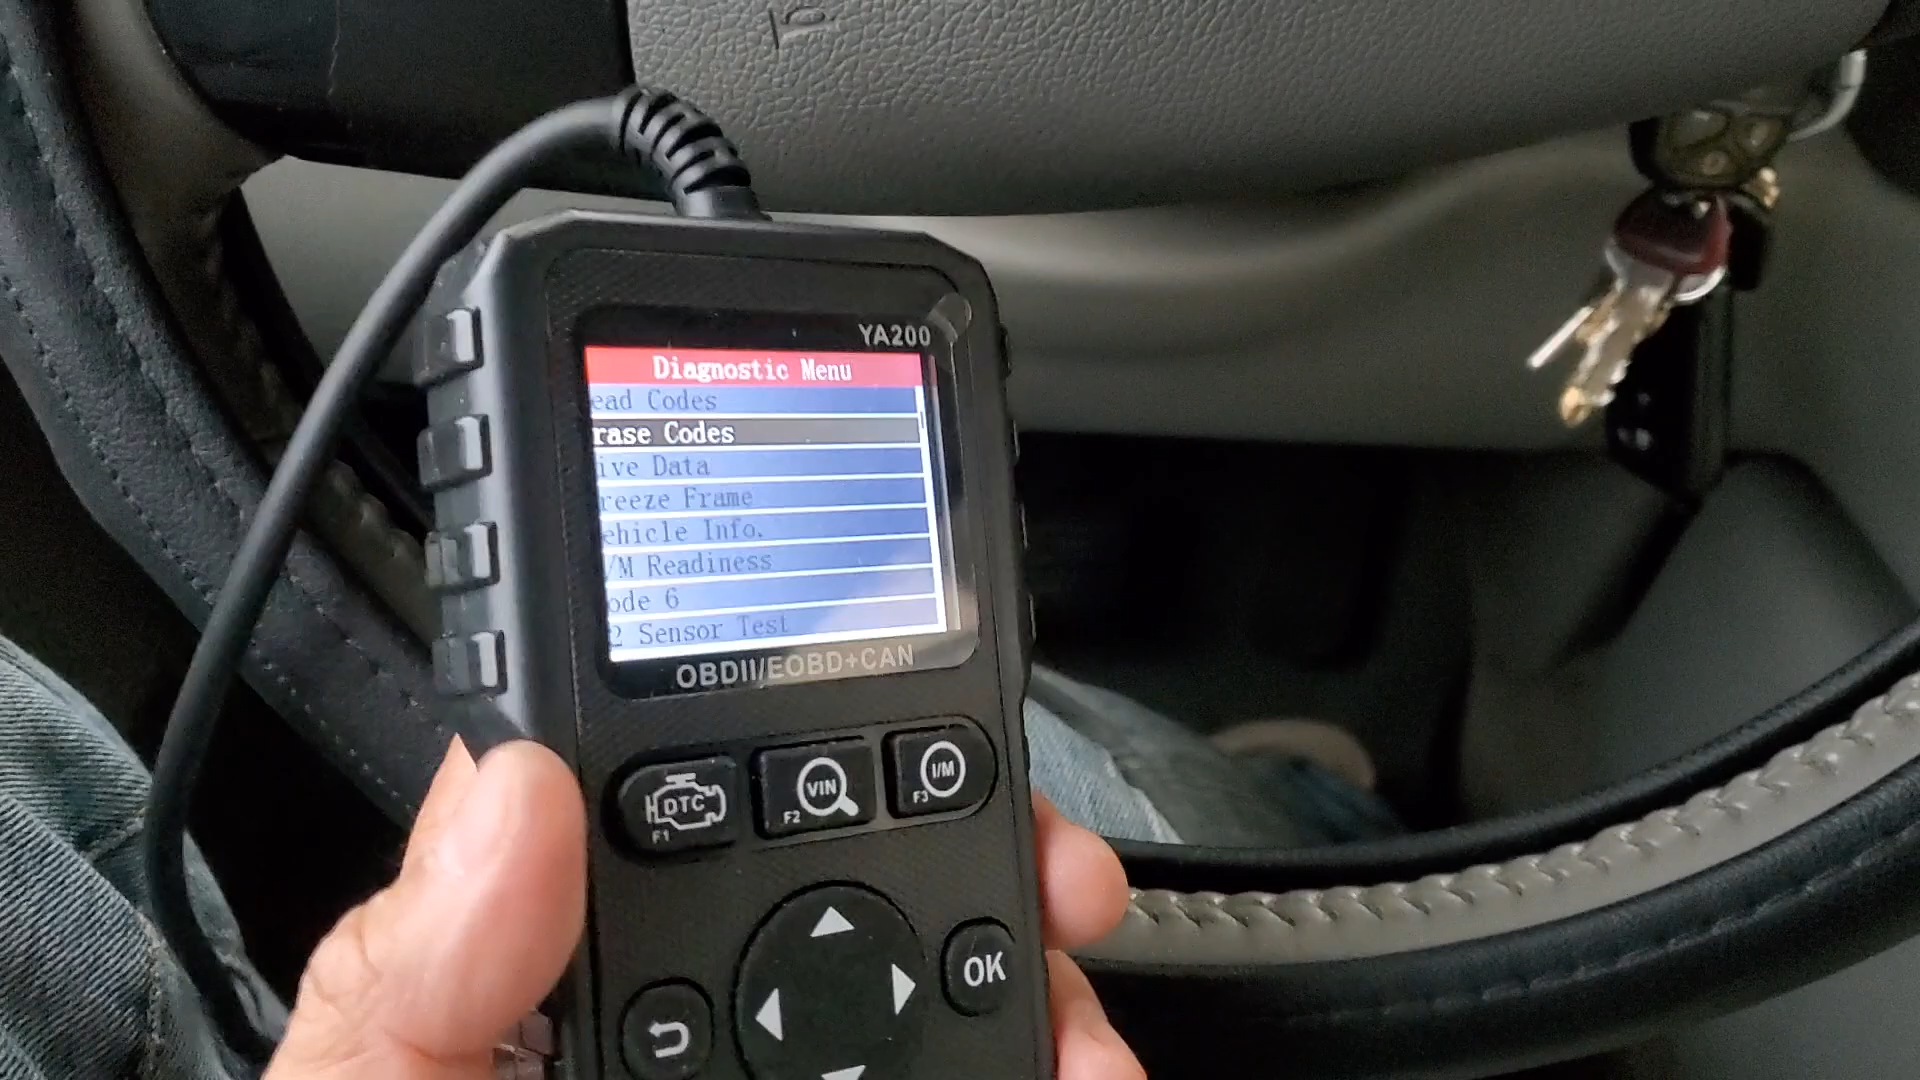 YA200
Diagnostic Menu
ead Codes
rase Codes
ive Data
reeze Frame
ehicle Info.
/M Readiness
ode 6
2 Sensor Test
OBDII/EOBD+CAN
DTC
F1
VIN
F2
I/M
F3
OK